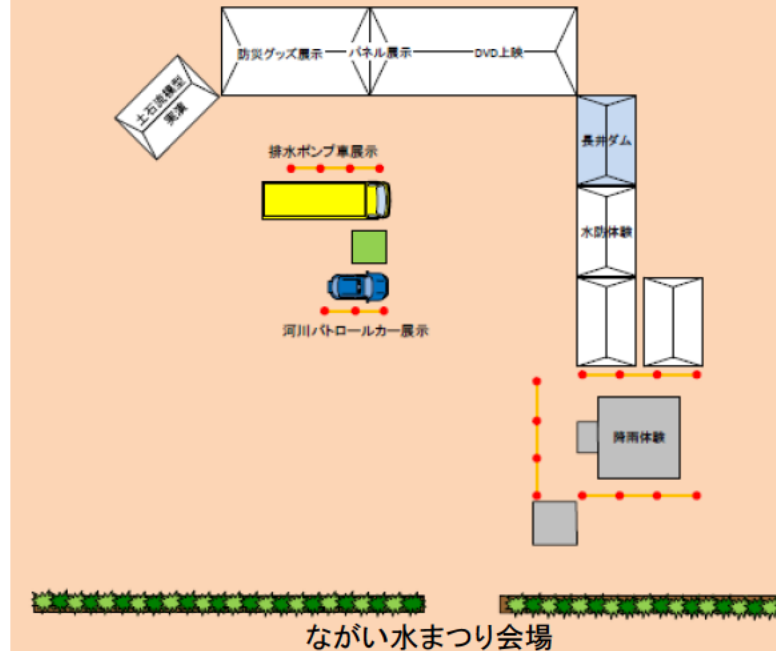 防災グッズ展示
パネル展示
DVD上映
土石流模型
実演
長井ダム
排水ポンプ車展示
水防体験
河川パトロールカー展示
降雨体験
ながい水まつり会場